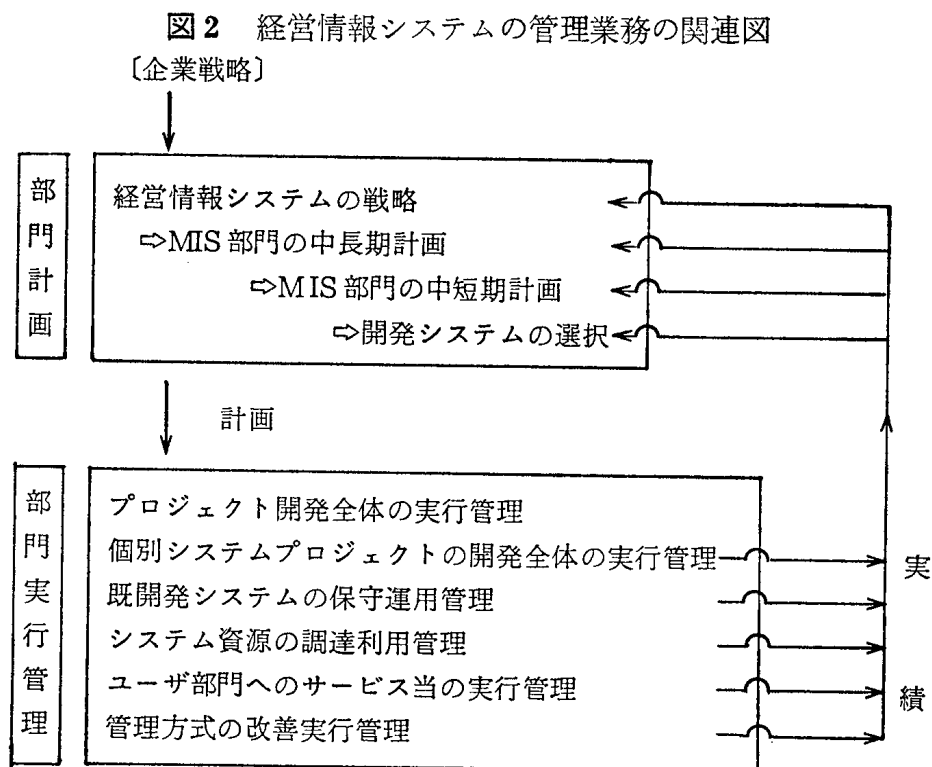 図2 経営情報システムの管理業務の関連図
〔企業戦略〕
部門計画
経営情報システムの戦略
⇨MIS部門の中長期計画
⇨MIS部門の中短期計画
⇨開発システムの選択
計画
部門実行管理
プロジェクト開発全体の実行管理
個別システムプロジェクトの開発全体の実行管理
既開発システムの保守運用管理
システム資源の調達利用管理
ユーザ部門へのサービス当の実行管理
管理方式の改善実行管理
実績